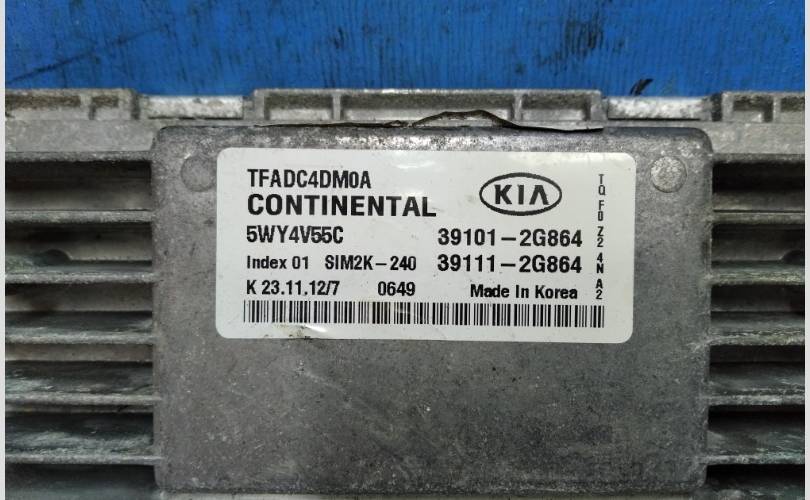 TFADC4DM0A
CONTINENTAL
KIA
5WY4V55C 39101-2G864
Index 01 SIM2K-240 39111-2G864
K 23.11.12/7 0649 Made In Korea
TQ F0 Z2 4N A2